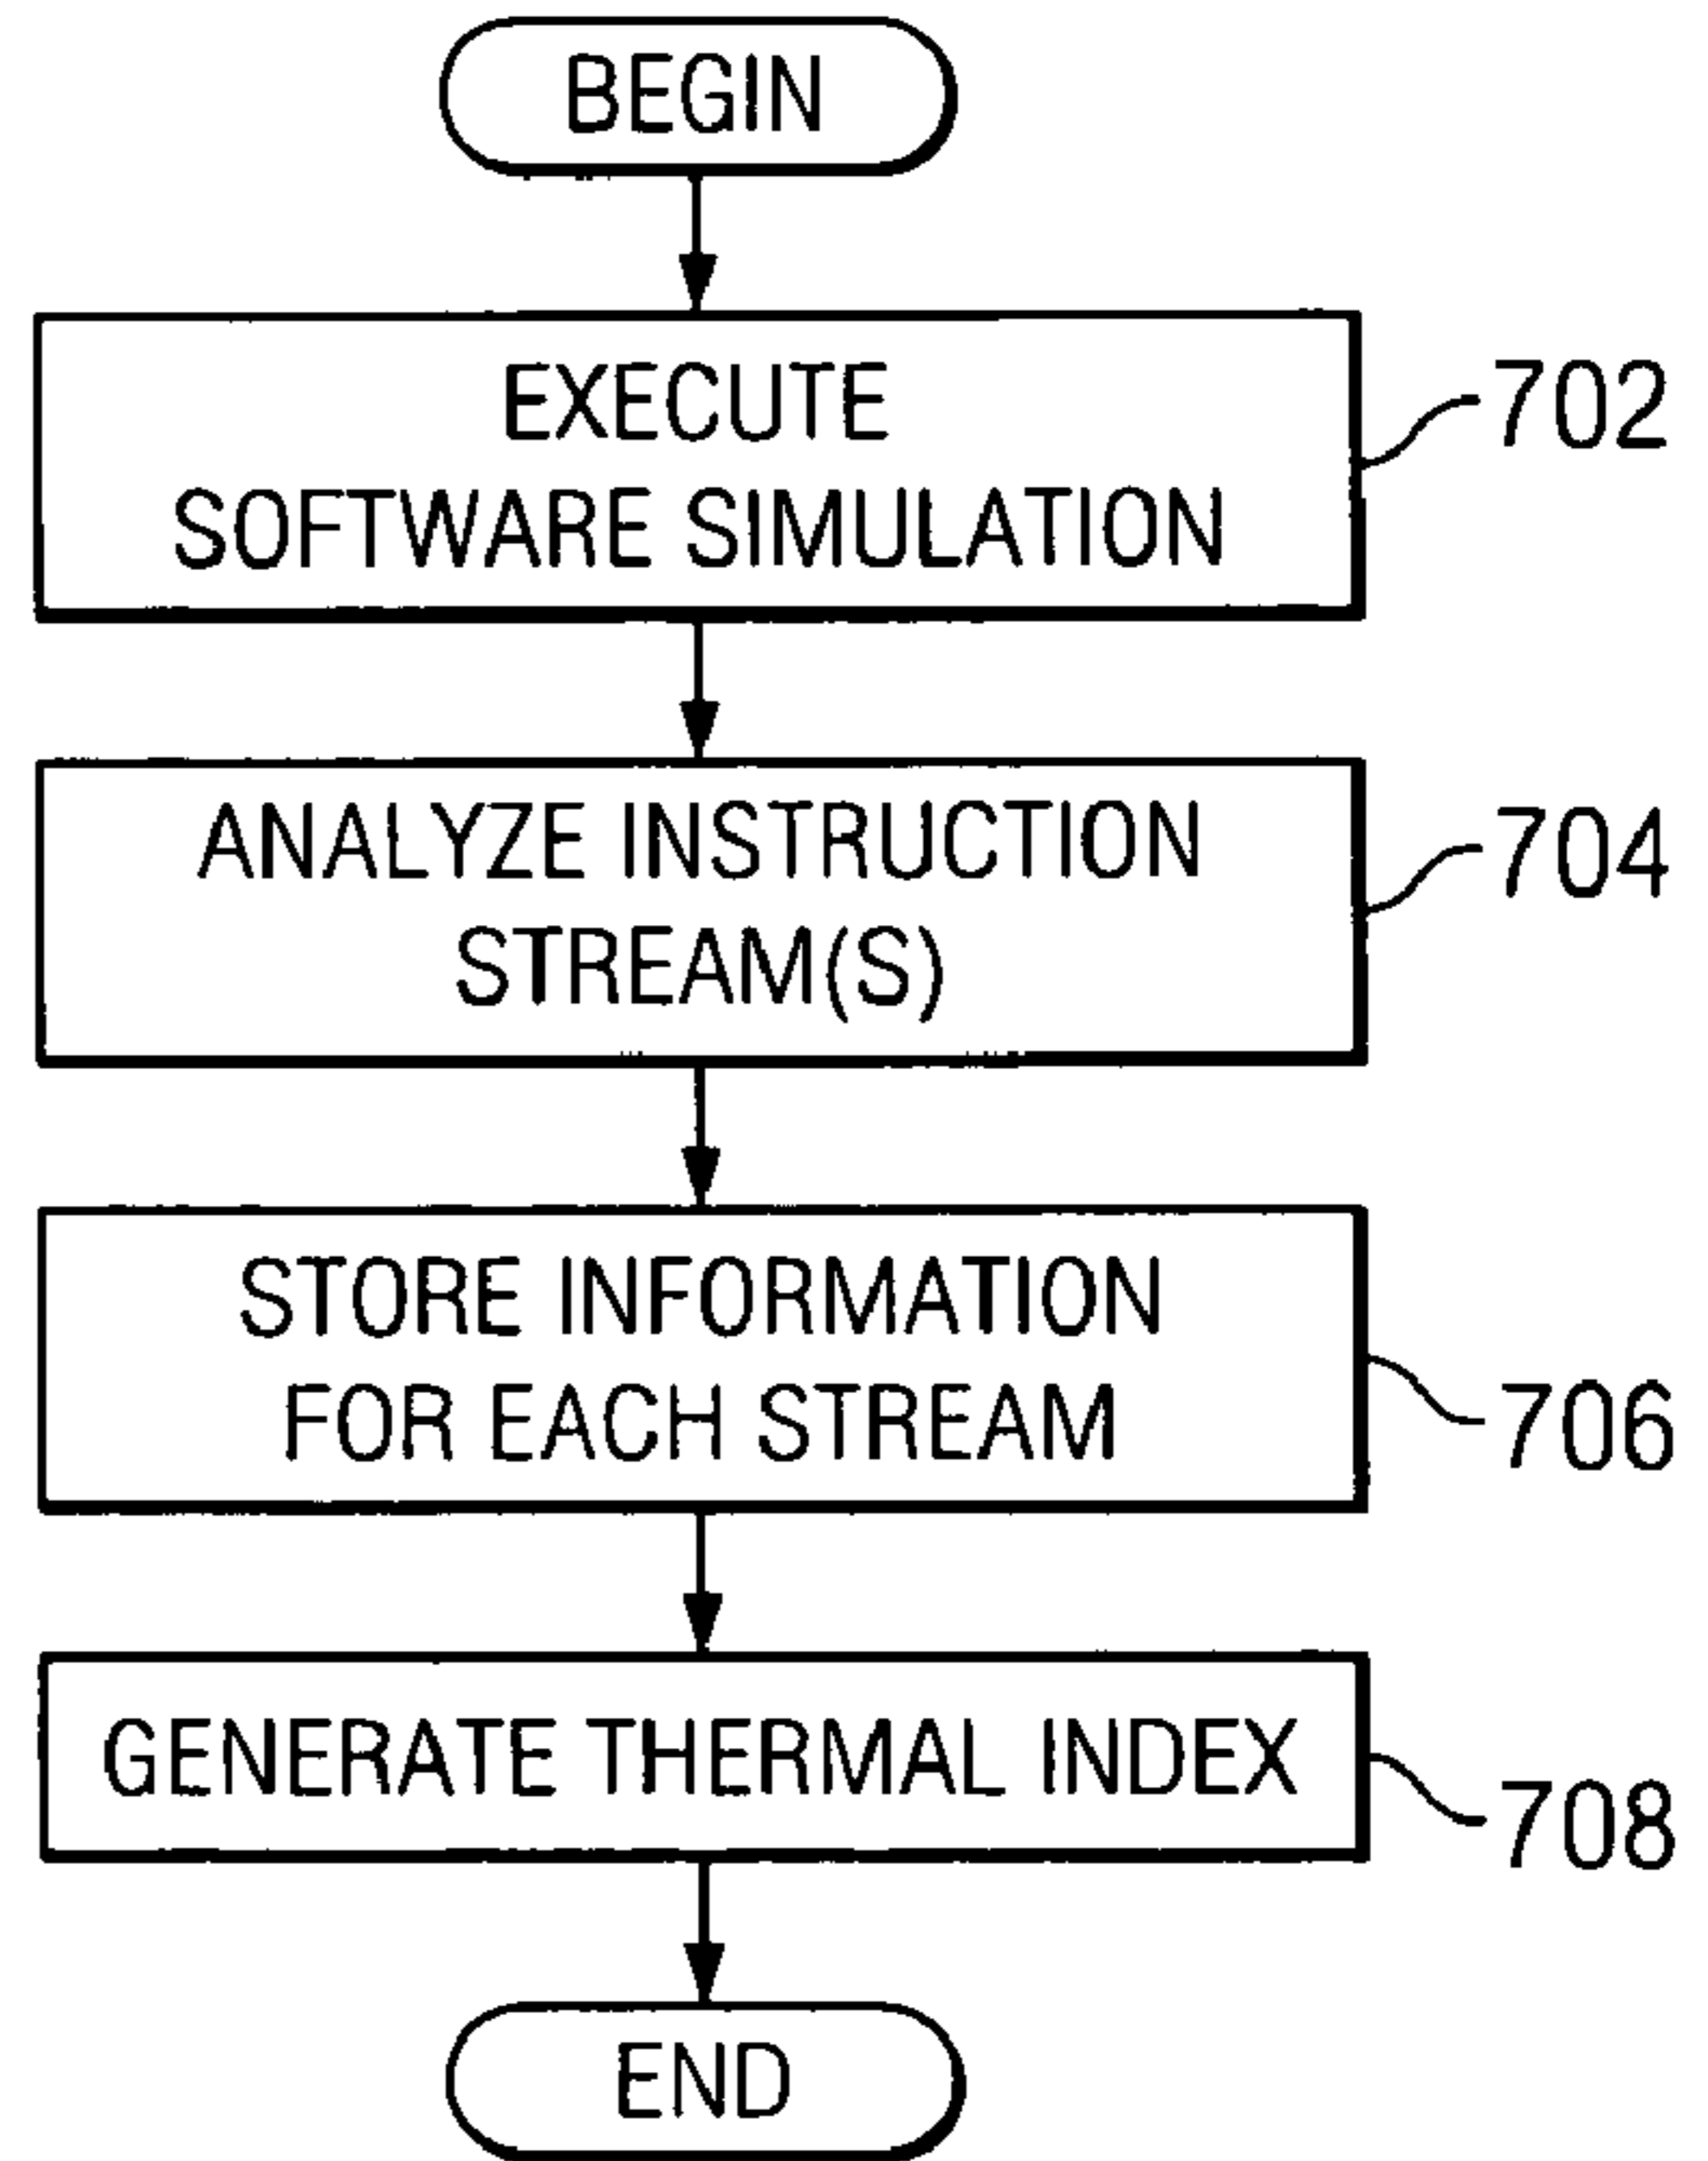 BEGIN
EXECUTE
SOFTWARE SIMULATION
702
ANALYZE INSTRUCTION
STREAM(S)
704
STORE INFORMATION
FOR EACH STREAM
706
GENERATE THERMAL INDEX
708
END